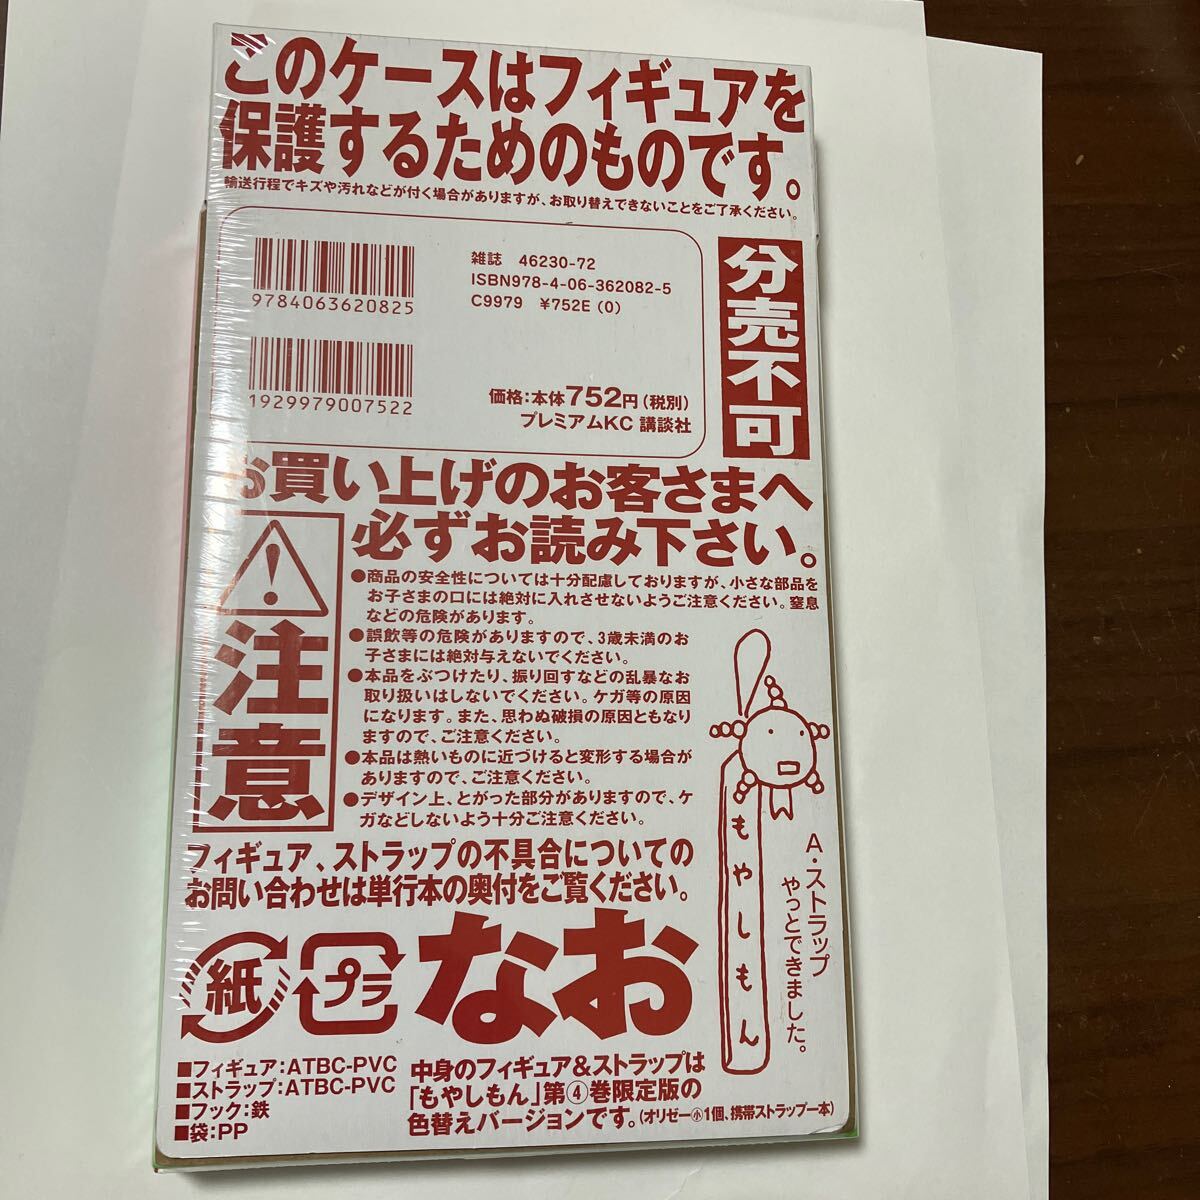 このケースはフィギュアを
保護するためのものです。
輸送行程でキズや汚れなどが付く場合がありますが、お取り替えできないことをご了承ください。
9784063620825
雑誌 46230-72
ISBN978-4-06-362082-5
C9979 ¥752E (0)
1929979007522
価格:本体752円(税別)
プレミアムKC 講談社
分売不可
お買い上げのお客さまへ
必ずお読み下さい。
注意
●商品の安全性については十分配慮しておりますが、小さな部品を
お子さまの口には絶対に入れさせないようご注意ください。窒息
などの危険があります。
●誤飲等の危険がありますので、3歳未満のお
子さまには絶対与えないでください。
●本品をぶつけたり、振り回すなどの乱暴なお
取り扱いはしないでください。ケガ等の原因
になります。また、思わぬ破損の原因ともなり
ますので、ご注意ください。
●本品は熱いものに近づけると変形する場合が
ありますので、ご注意ください。
●デザイン上、とがった部分がありますので、ケ
ガなどしないよう十分ご注意ください。
もやしもん
A・ストラップ
やっとできました。
フィギュア、ストラップの不具合についての
お問い合わせは単行本の奥付をご覧ください。
紙
プラ
なお
■フィギュア:ATBC-PVC
■ストラップ:ATBC-PVC
■フック:鉄
■袋:PP
中身のフィギュア&ストラップは
「もやしもん」第④巻限定版の
色替えバージョンです。(オリゼー小1個、携帯ストラップ一本)